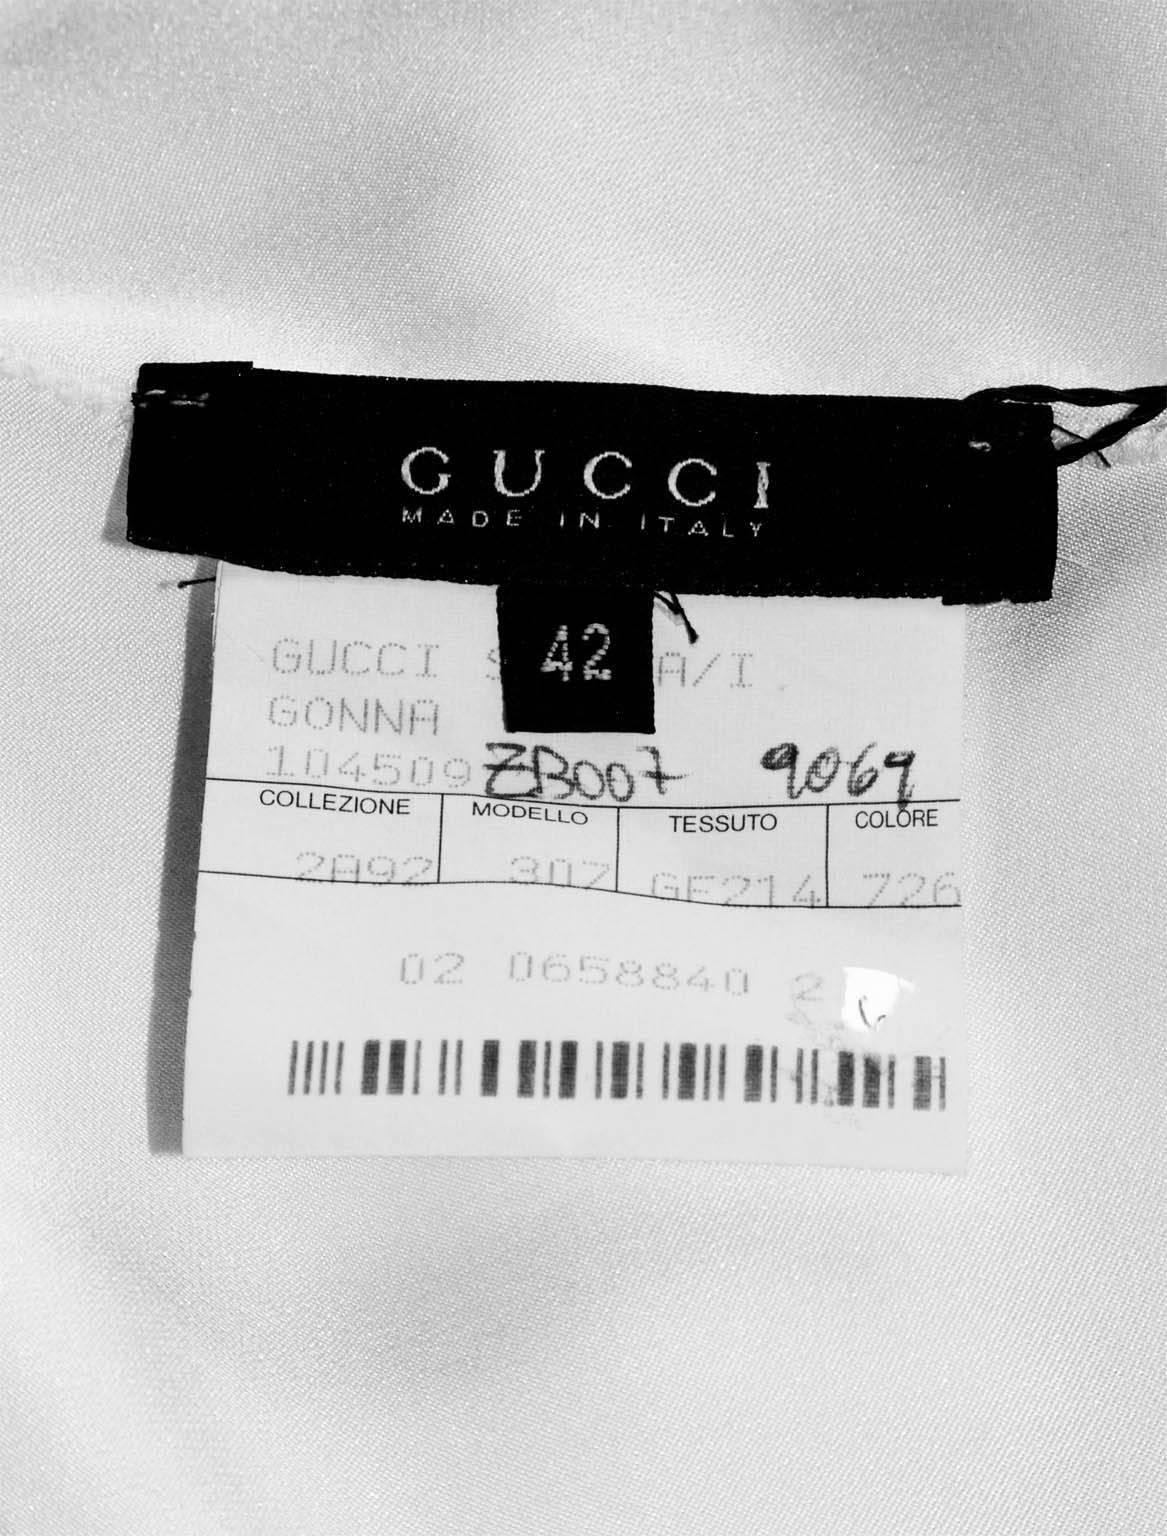 GUCCI
MADE IN ITALY
42
GUCCI A/I
GONNA
104509 ZB007 9069
COLLEZIONE MODELLO TESSUTO COLORE
2A92 307 GF214 726
02 0658840 2